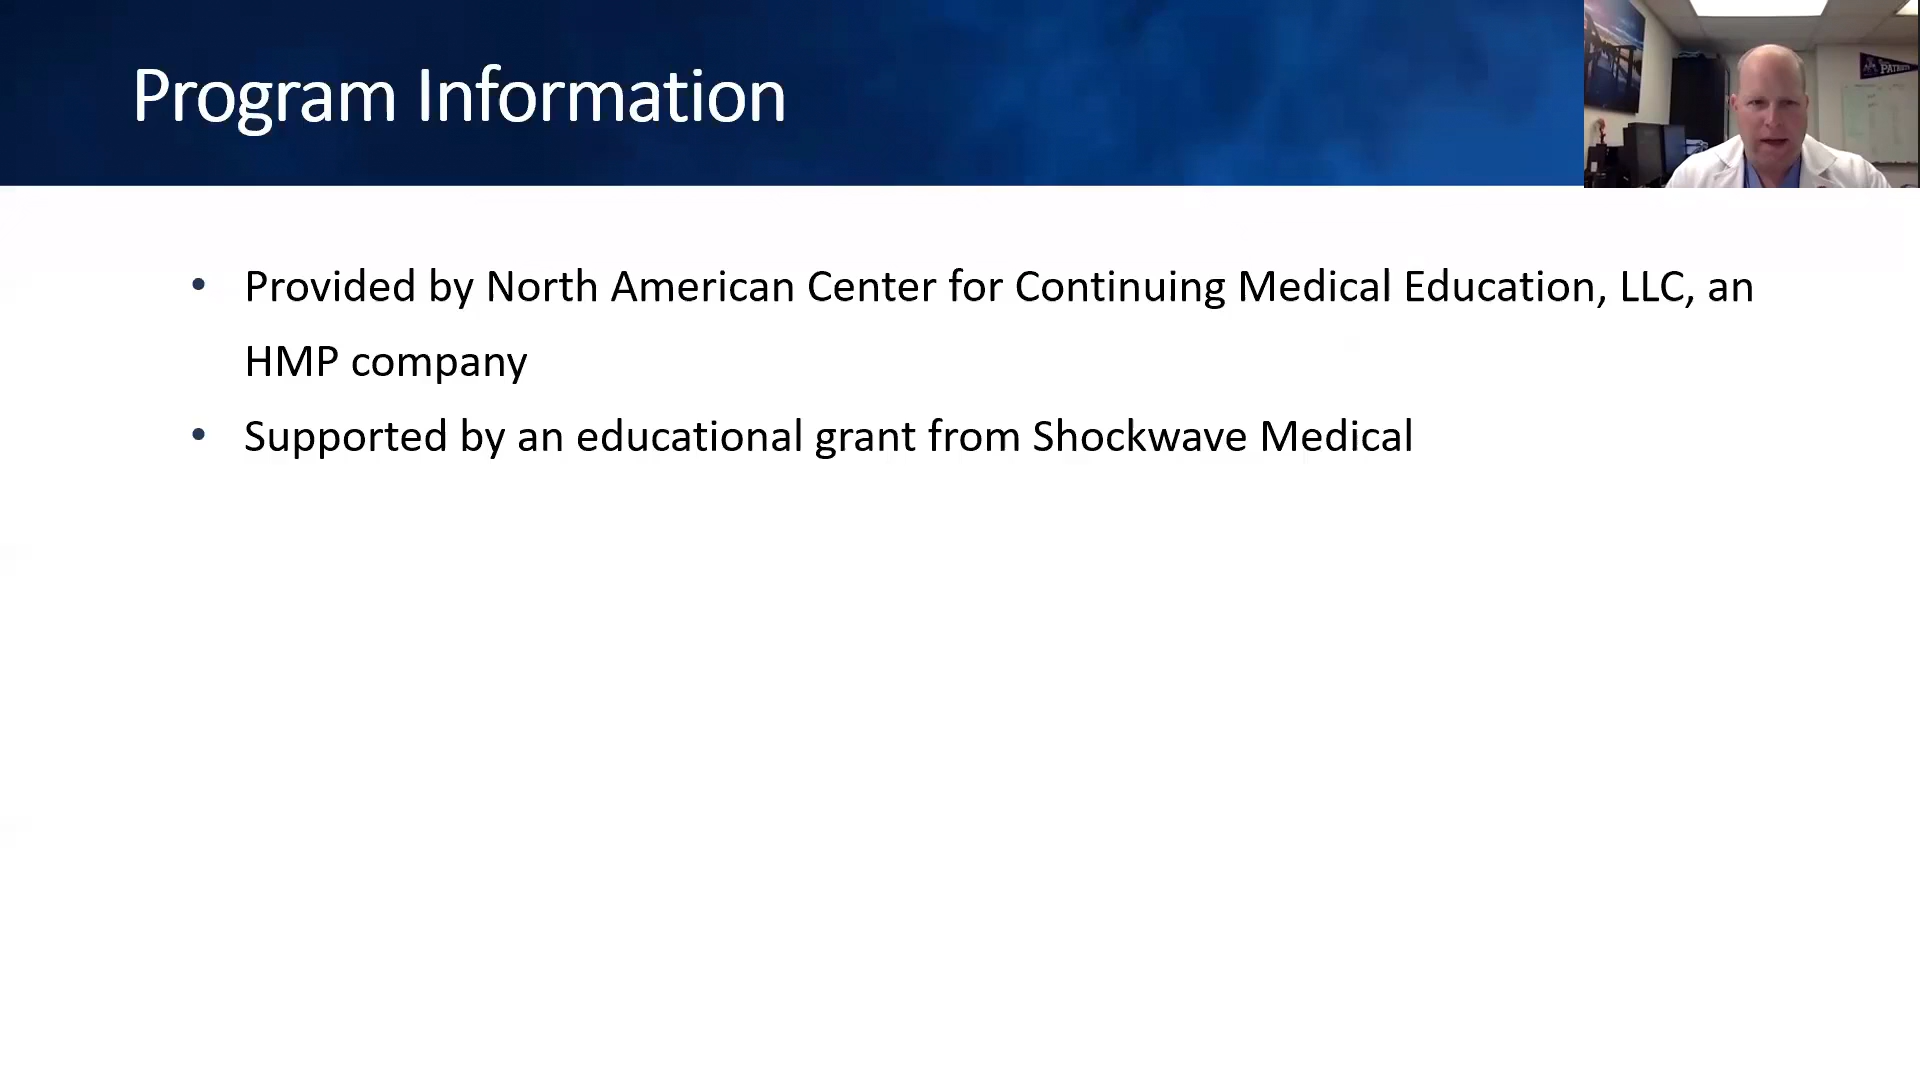 Program Information
PATRIOTS
• Provided by North American Center for Continuing Medical Education, LLC, an
HMP company
• Supported by an educational grant from Shockwave Medical